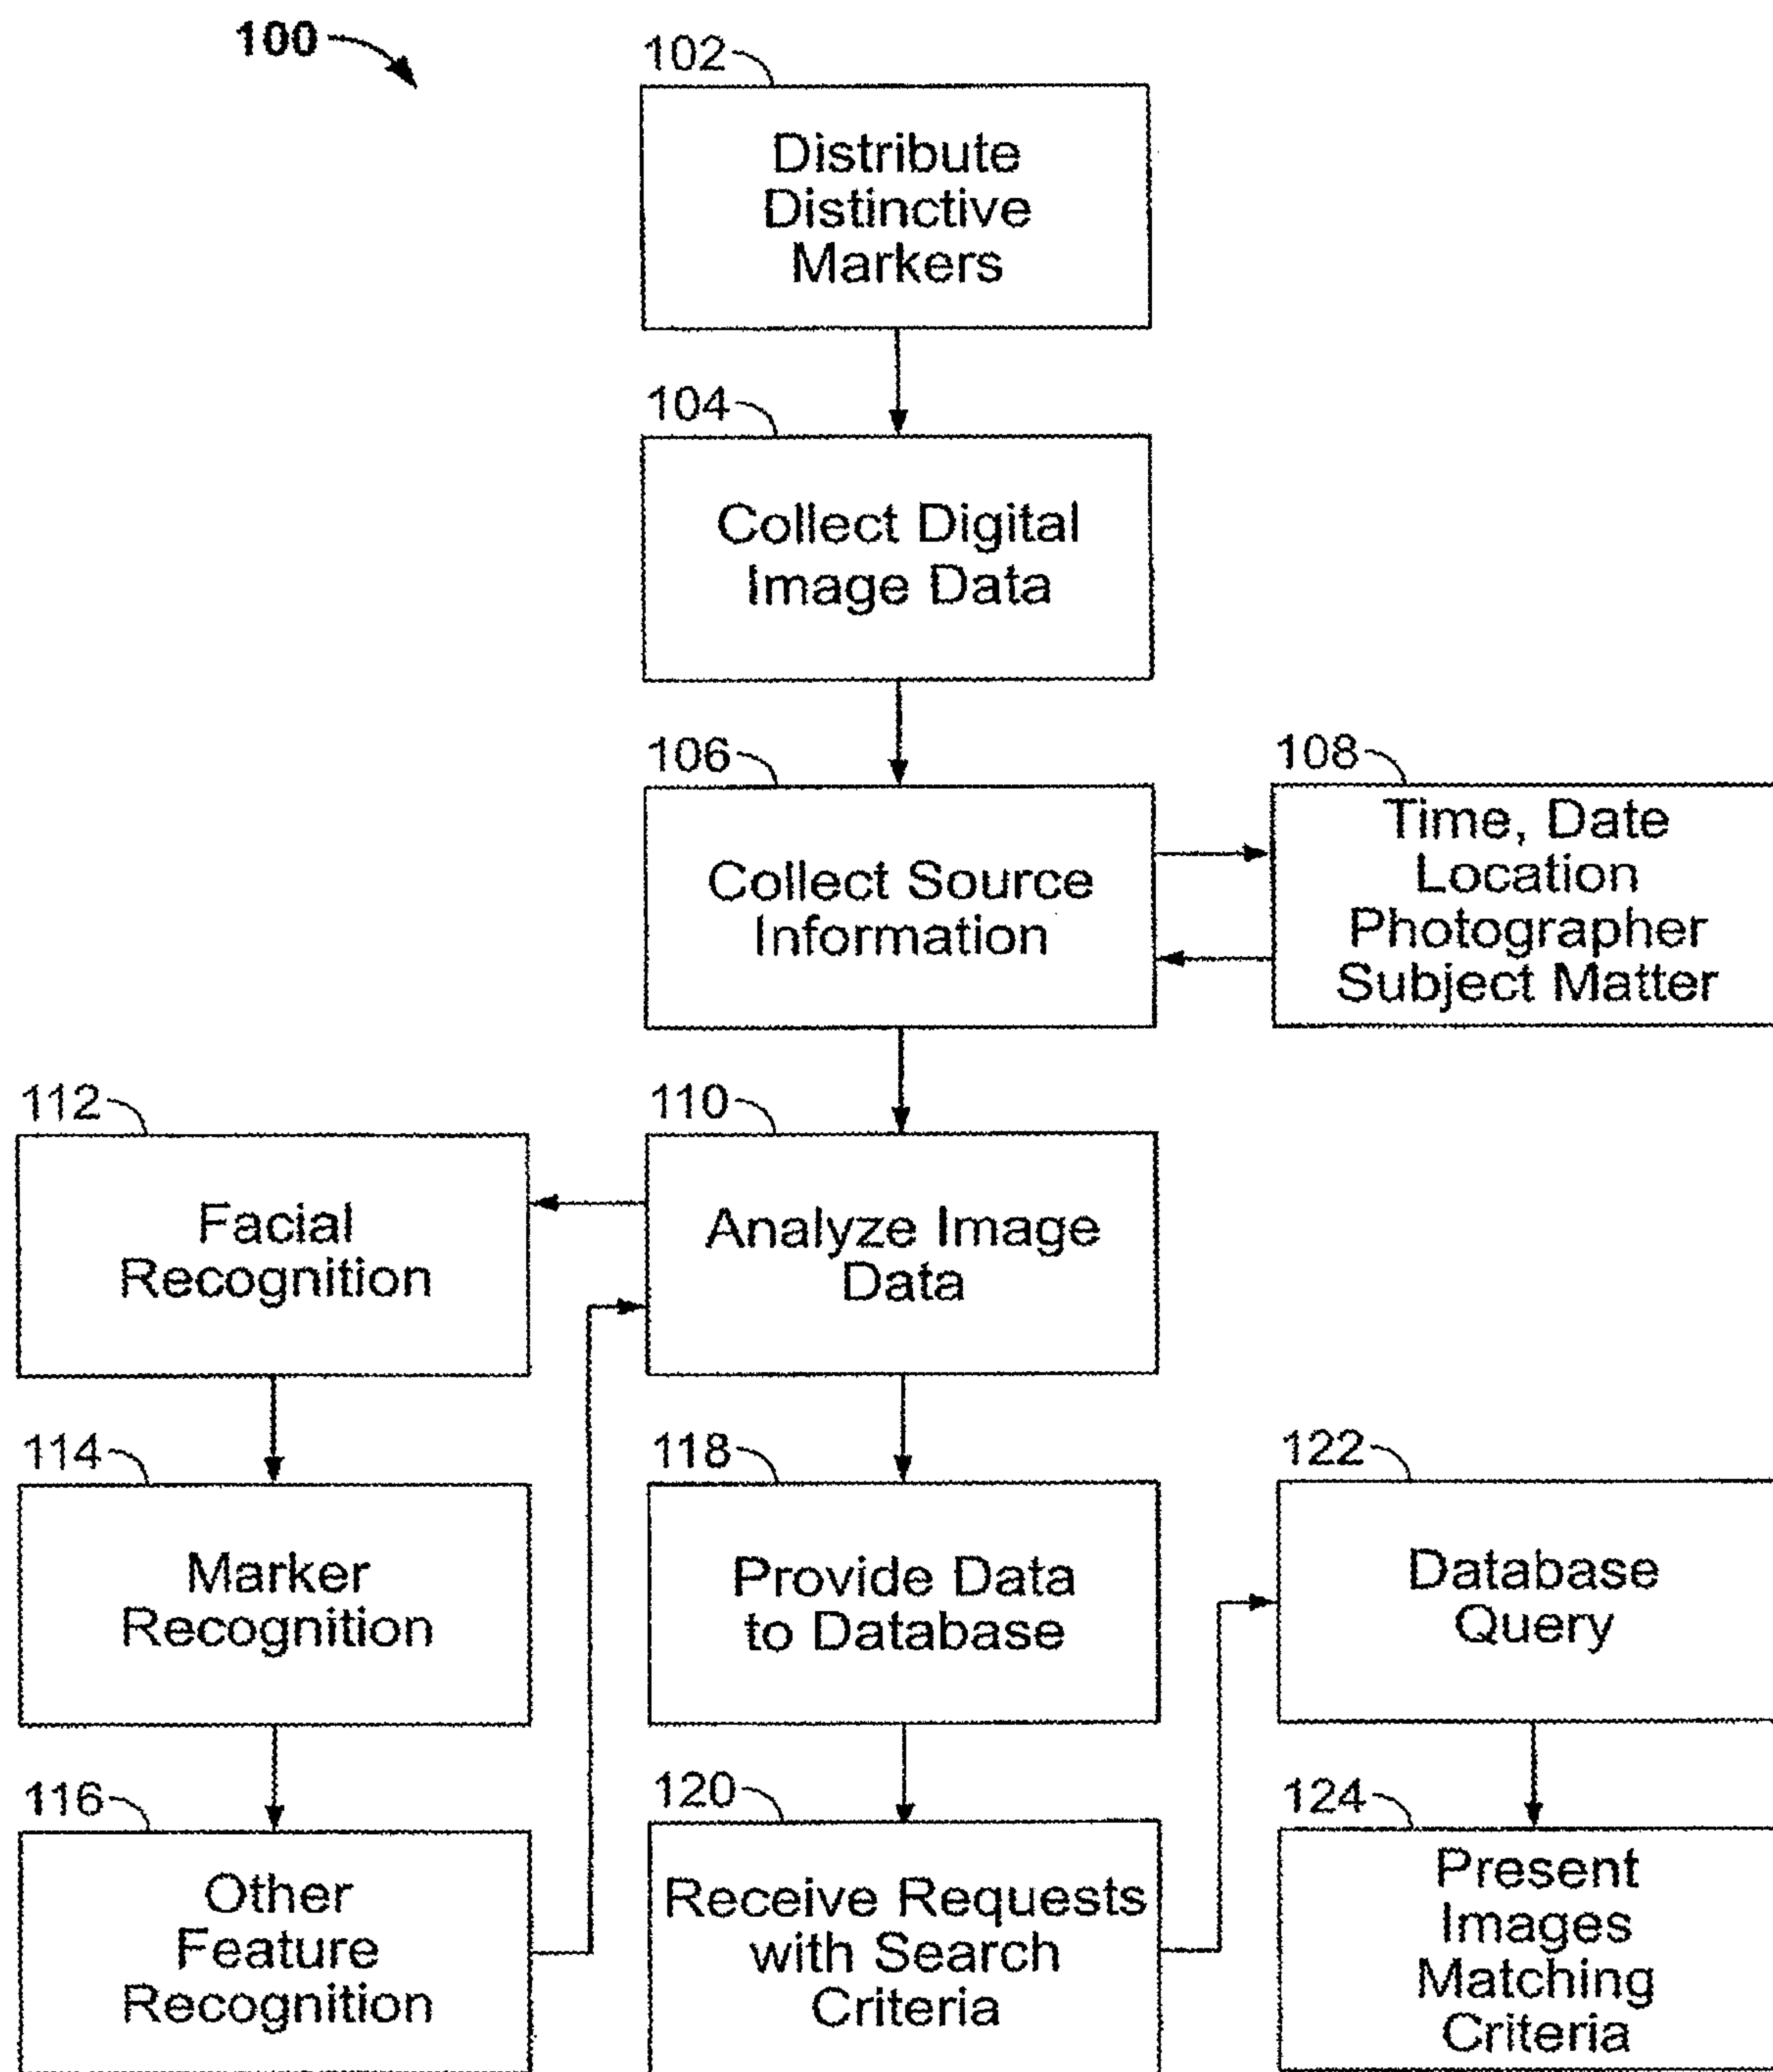 100
102
Distribute
Distinctive
Markers
104
Collect Digital
Image Data
106
Collect Source
Information
108
Time, Date
Location
Photographer
Subject Matter
110
Analyze Image
Data
112
Facial
Recognition
114
Marker
Recognition
116
Other
Feature
Recognition
118
Provide Data
to Database
120
Receive Requests
with Search
Criteria
122
Database
Query
124
Present
Images
Matching
Criteria